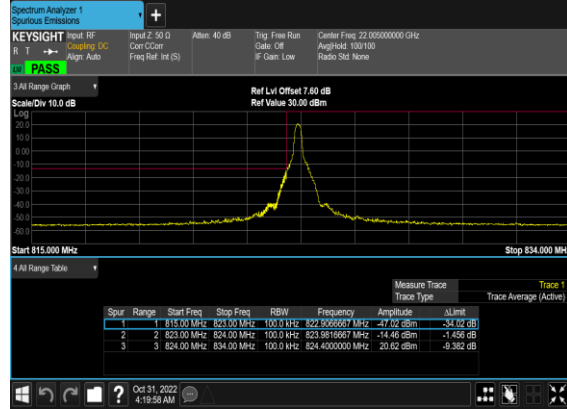 Spectrum Analyzer 1
Spurious Emissions
+
KEYSIGHT Input: RF Input Z: 50 Ω Atten: 40 dB Trig: Free Run Center Freq: 22.005000000 GHz
R T Coupling: DC Corr CCorr Gate: Off Avg|Hold: 100/100
Align: Auto Freq Ref: Int (S) IF Gain: Low Radio Std: None
PASS
3 All Range Graph
Ref Lvl Offset 7.60 dB
Scale/Div 10.0 dB Ref Value 30.00 dBm
Log
20.0
10.0
0.00
-10.0
-20.0
-30.0
-40.0
-50.0
-60.0
Start 815.000 MHz Stop 834.000 MH
4 All Range Table
Measure Trace Trace 1
Trace Type Trace Average (Active)
Spur Range Start Freq Stop Freq RBW Frequency Amplitude ΔLimit
1 1 815.00 MHz 823.00 MHz 100.0 kHz 822.9066667 MHz -47.02 dBm -34.02 dB
2 2 823.00 MHz 824.00 MHz 100.0 kHz 823.9816667 MHz -14.46 dBm -1.456 dB
3 3 824.00 MHz 834.00 MHz 100.0 kHz 824.4000000 MHz 20.62 dBm -9.382 dB
?
Oct 31, 2022
4:19:58 AM